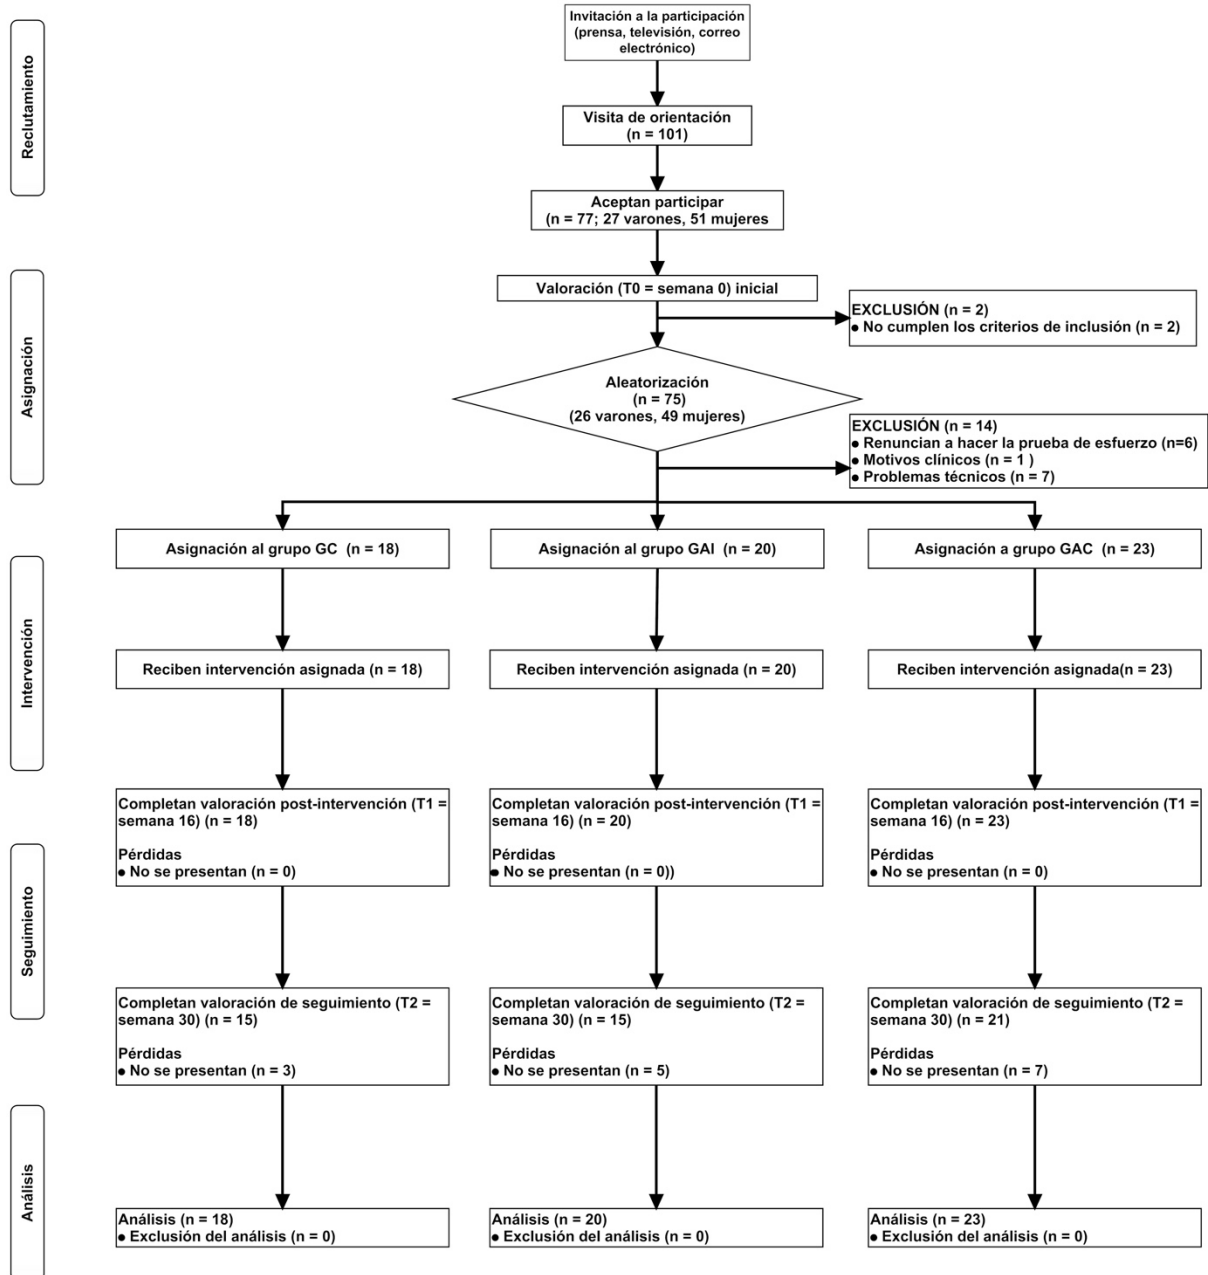 Reclutamiento
Invitación a la participación
(prensa, televisión, correo
electrónico)
Visita de orientación
(n = 101)
Aceptan participar
(n = 77; 27 varones, 51 mujeres
Asignación
Valoración (T0 = semana 0) inicial
EXCLUSIÓN (n = 2)
● No cumplen los criterios de inclusión (n = 2)
Aleatorización
(n = 75)
(26 varones, 49 mujeres)
EXCLUSIÓN (n = 14)
● Renuncian a hacer la prueba de esfuerzo (n=6)
● Motivos clínicos (n = 1 )
● Problemas técnicos (n = 7)
Intervención
Asignación al grupo GC (n = 18)
Asignación al grupo GAI (n = 20)
Asignación a grupo GAC (n = 23)
Reciben intervención asignada (n = 18)
Reciben intervención asignada (n = 20)
Reciben intervención asignada(n = 23)
Seguimiento
Completan valoración post-intervención (T1 =
semana 16) (n = 18)
Pérdidas
● No se presentan (n = 0)
Completan valoración post-intervención (T1 =
semana 16) (n = 20)
Pérdidas
● No se presentan (n = 0))
Completan valoración post-intervención (T1 =
semana 16) (n = 23)
Pérdidas
● No se presentan (n = 0)
Completan valoración de seguimiento (T2 =
semana 30) (n = 15)
Pérdidas
● No se presentan (n = 3)
Completan valoración de seguimiento (T2 =
semana 30) (n = 15)
Pérdidas
● No se presentan (n = 5)
Completan valoración de seguimiento (T2 =
semana 30) (n = 21)
Pérdidas
● No se presentan (n = 7)
Análisis
Análisis (n = 18)
● Exclusión del análisis (n = 0)
Análisis (n = 20)
● Exclusión del análisis (n = 0)
Análisis (n = 23)
● Exclusión del análisis (n = 0)